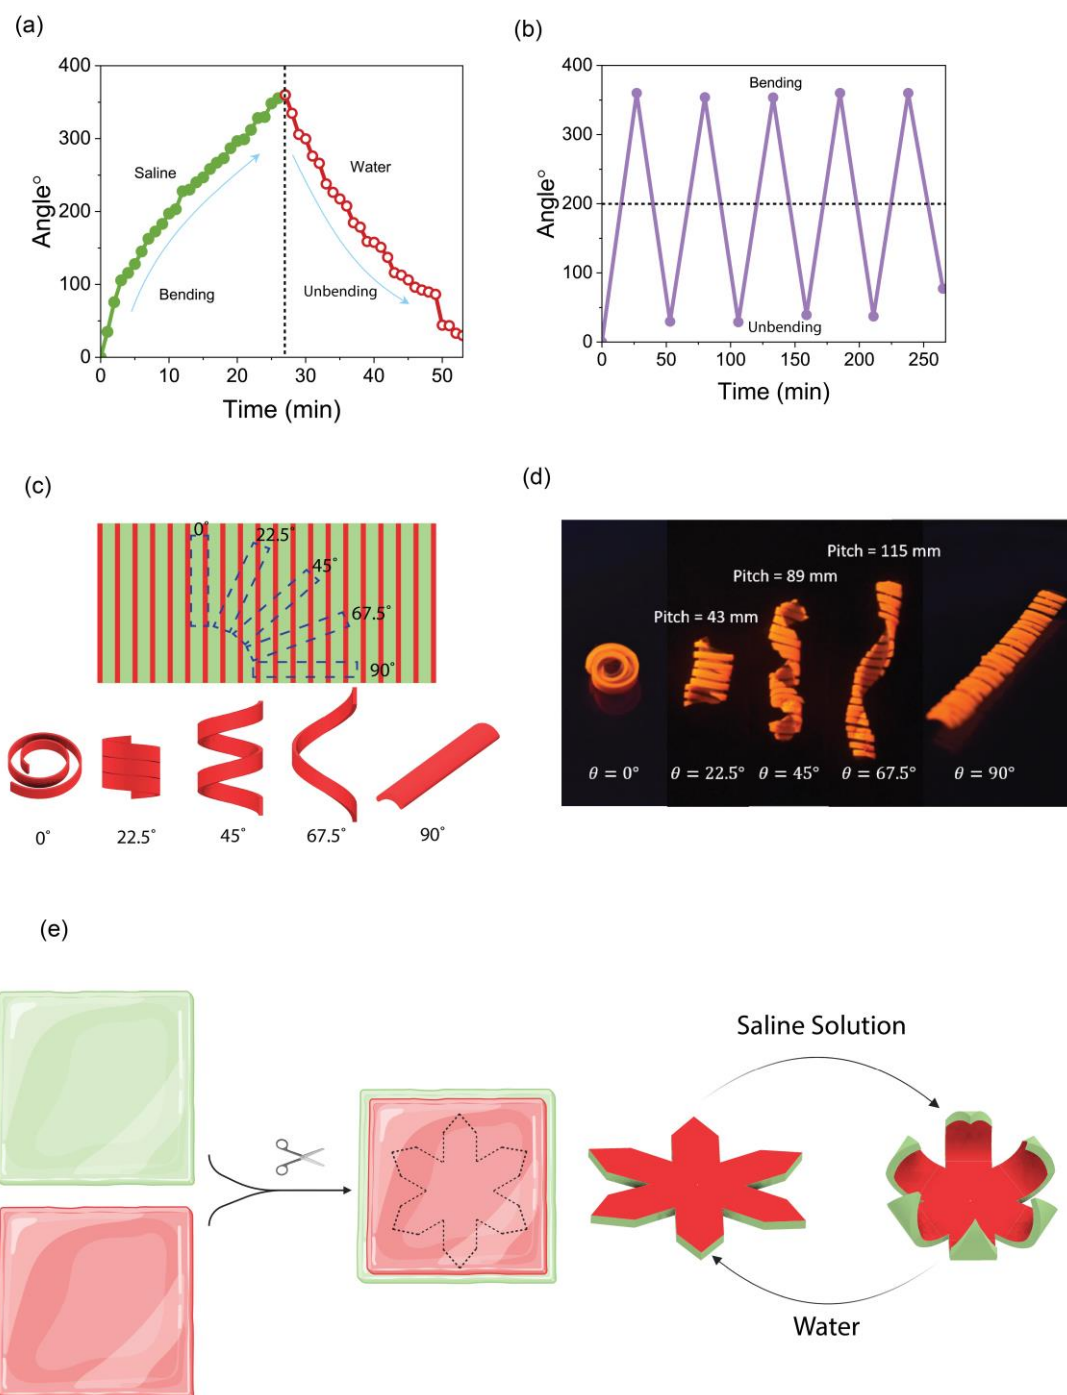 (a)
400
300
200
100
0
Angle°
Saline
Water
Bending
Unbending
0
10
20
30
40
50
Time (min)
(b)
400
300
200
100
0
Angle°
Bending
Unbending
0
50
100
150
200
250
Time (min)
(c)
0°
22.5°
45°
67.5°
90°
0°
22.5°
45°
67.5°
90°
(d)
Pitch = 115 mm
Pitch = 89 mm
Pitch = 43 mm
θ = 0°
θ = 22.5°
θ = 45°
θ = 67.5°
θ = 90°
(e)
Saline Solution
Water